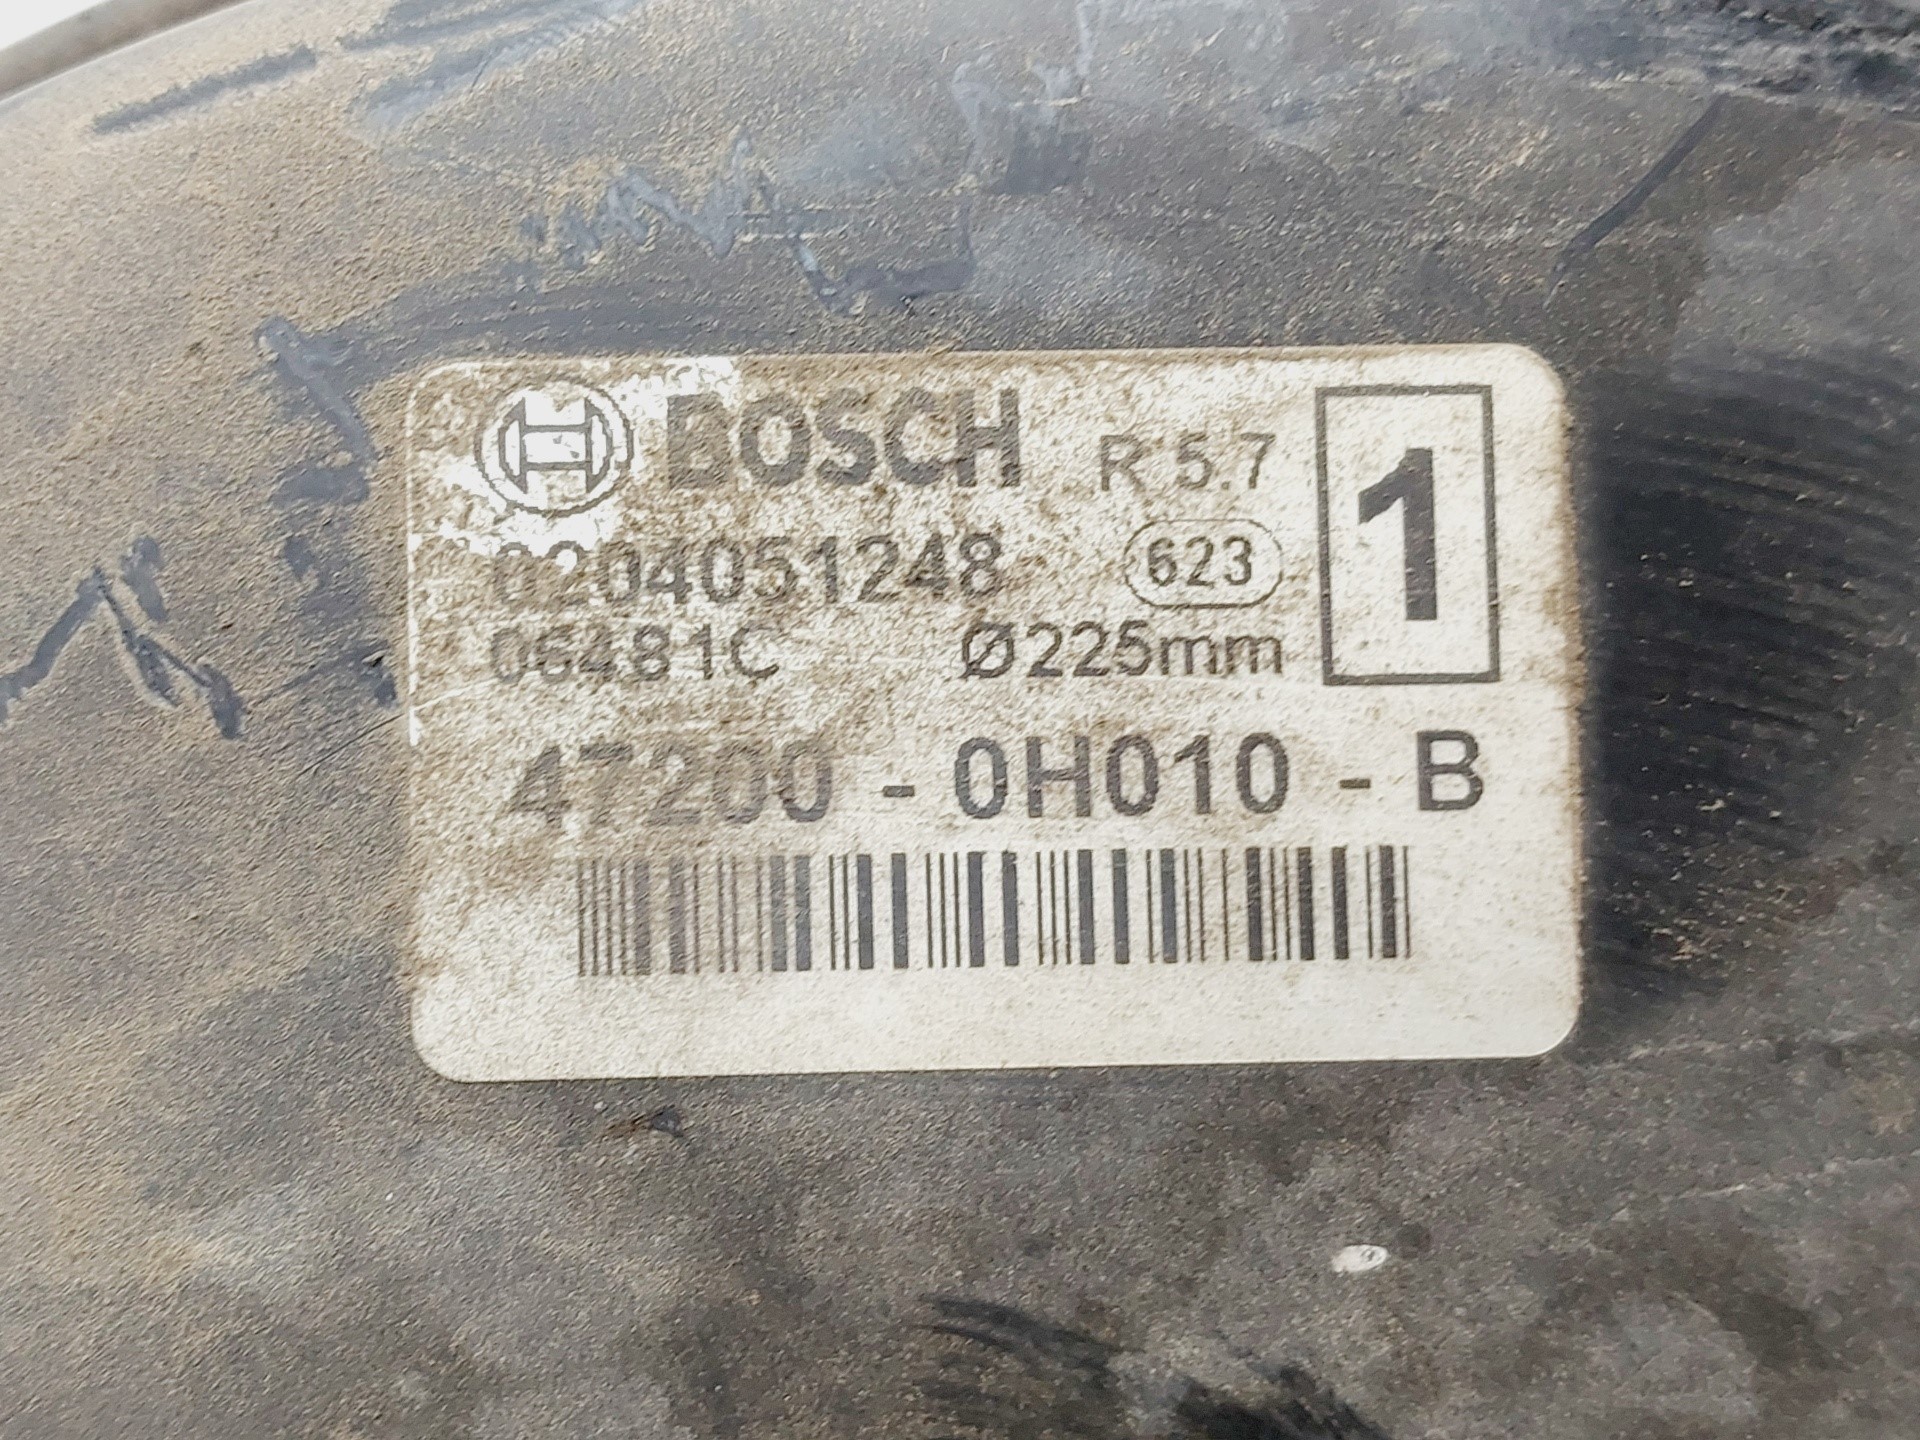 BOSCH R 5.7 1
0204051248 623
06481C Ø225mm
47200 - 0H010 - B